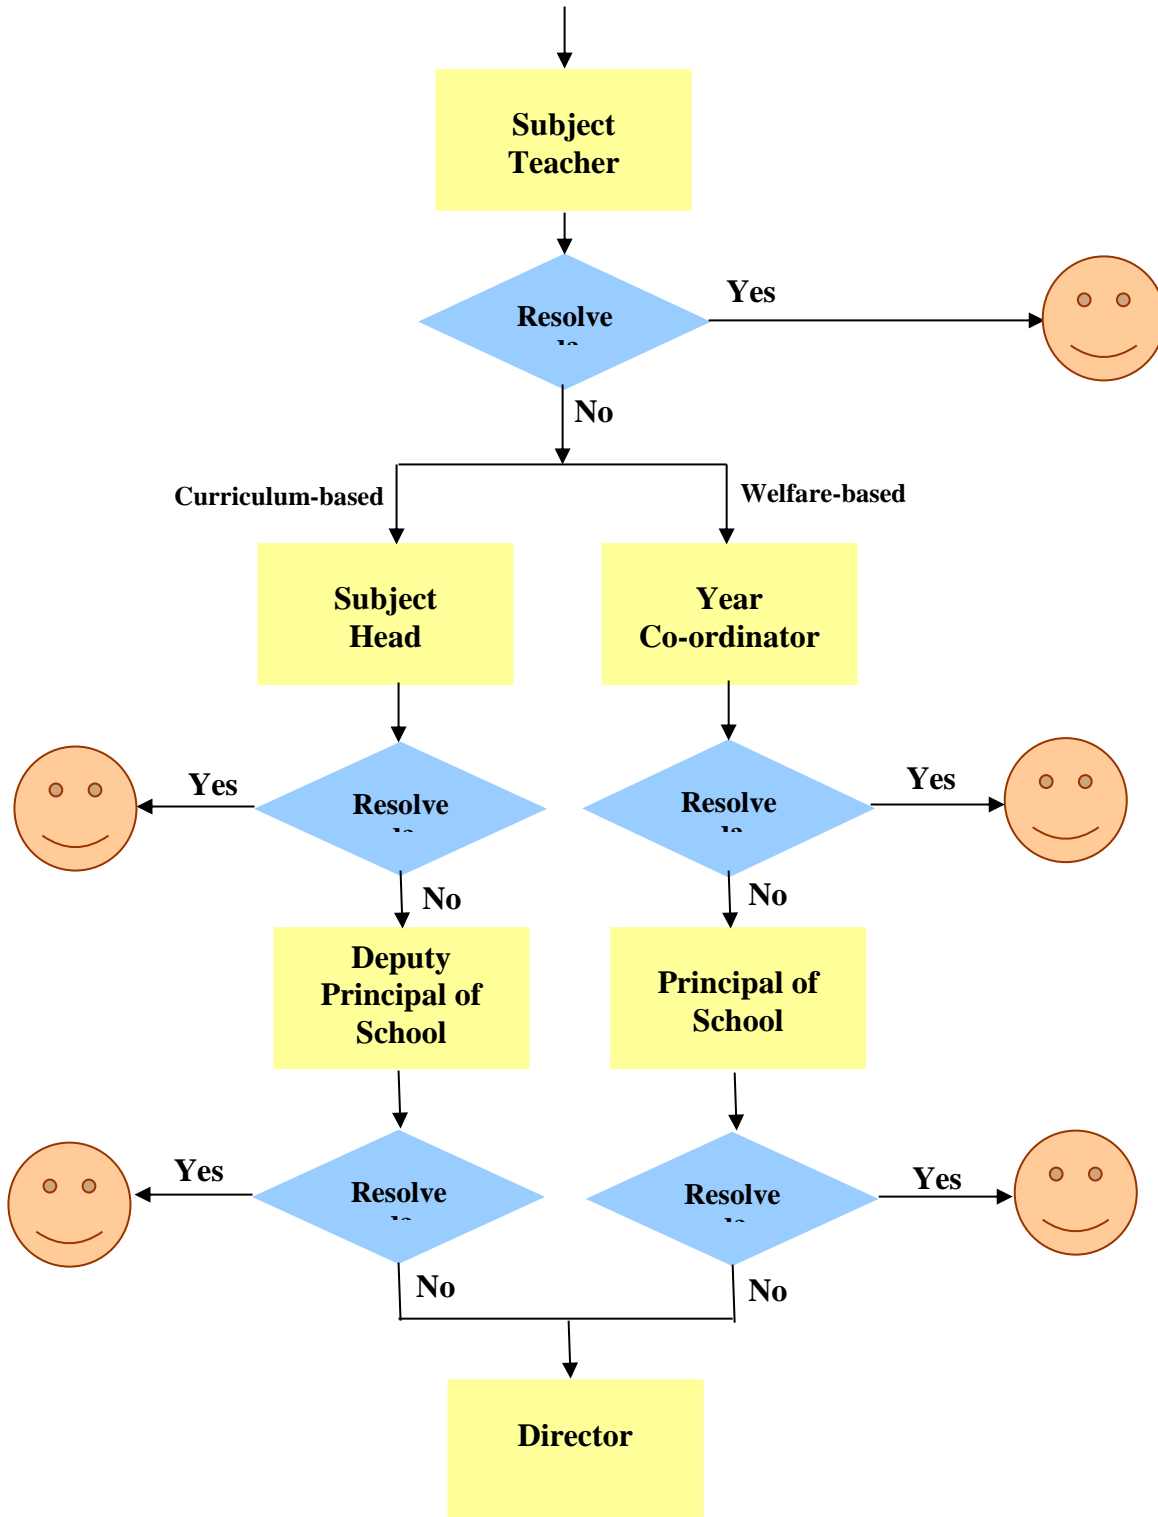 Subject
Teacher
Yes
Resolve
No
Curriculum-based
Welfare-based
Subject
Head
Year
Co-ordinator
Yes
Resolve
Resolve
Yes
No
No
Deputy
Principal of
School
Principal of
School
Yes
Resolve
Resolve
Yes
No
No
Director